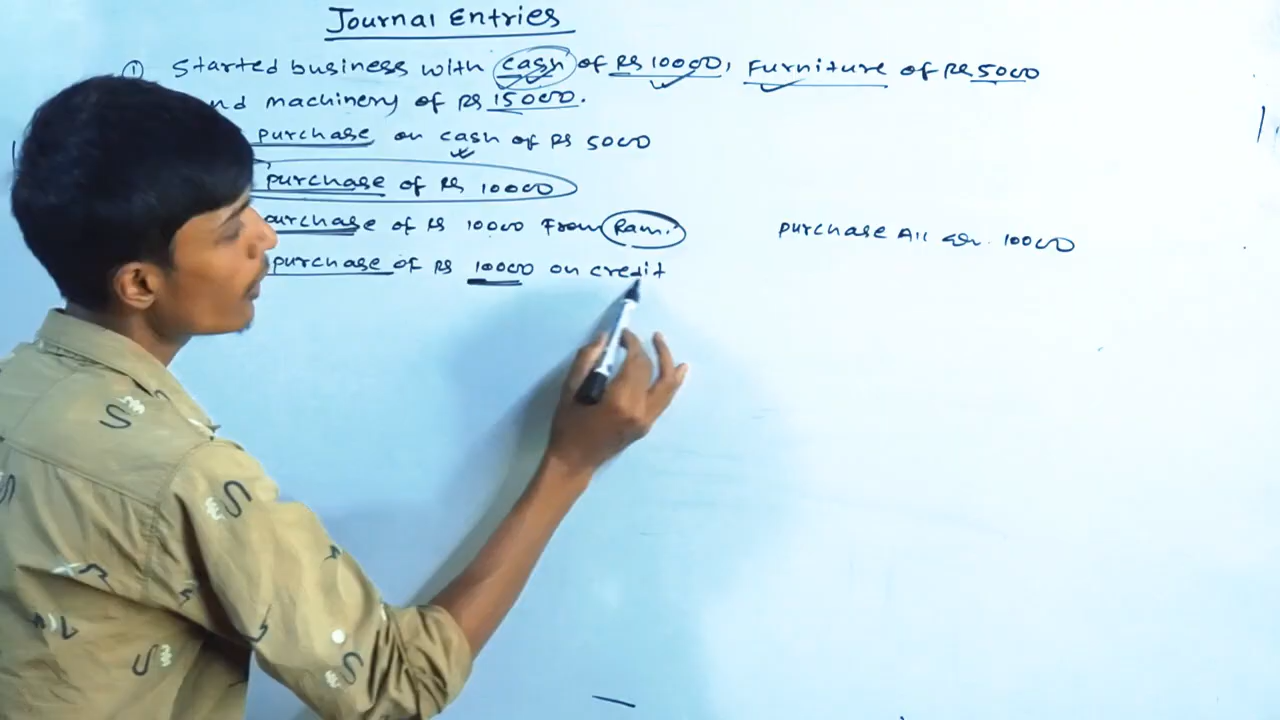 Journal Entries
① Started business with cash of Rs 10000, Furniture of Rs 5000
nd machinery of Rs 15000.
purchase on cash of Rs 5000
purchase of Rs 10000
urchase of Rs 10000 From Ram.
purchase A/c 10000
purchase of Rs 10000 on credit